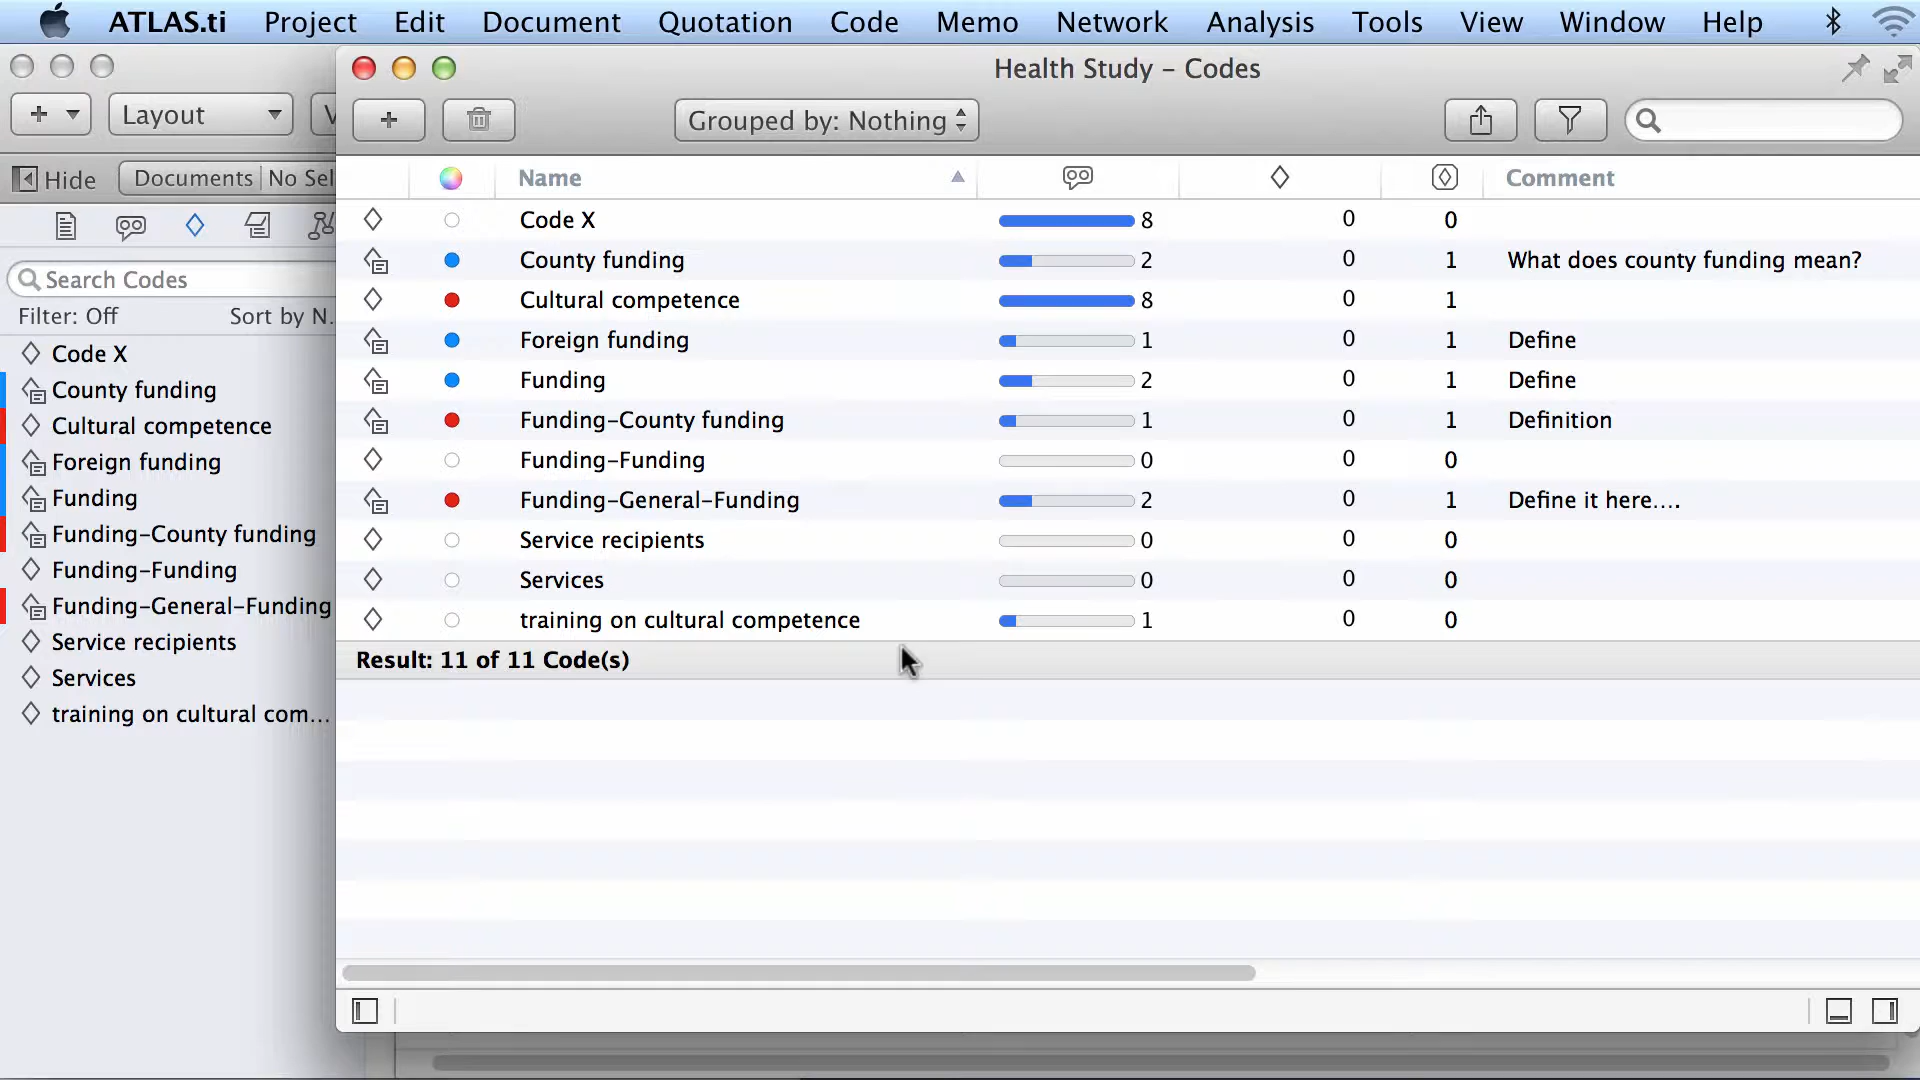 ATLAS.ti Project Edit Document Quotation Code Memo Network Analysis Tools View Window Help
Health Study – Codes
Layout
Grouped by: Nothing
Hide Documents No Sel
Name Comment
Search Codes
Filter: Off Sort by N.
Code X
County funding
Cultural competence
Foreign funding
Funding
Funding–County funding
Funding–Funding
Funding–General–Funding
Service recipients
Services
training on cultural com...
Code X 8 0 0
County funding 2 0 1 What does county funding mean?
Cultural competence 8 0 1
Foreign funding 1 0 1 Define
Funding 2 0 1 Define
Funding–County funding 1 0 1 Definition
Funding–Funding 0 0 0
Funding–General–Funding 2 0 1 Define it here....
Service recipients 0 0 0
Services 0 0 0
training on cultural competence 1 0 0
Result: 11 of 11 Code(s)